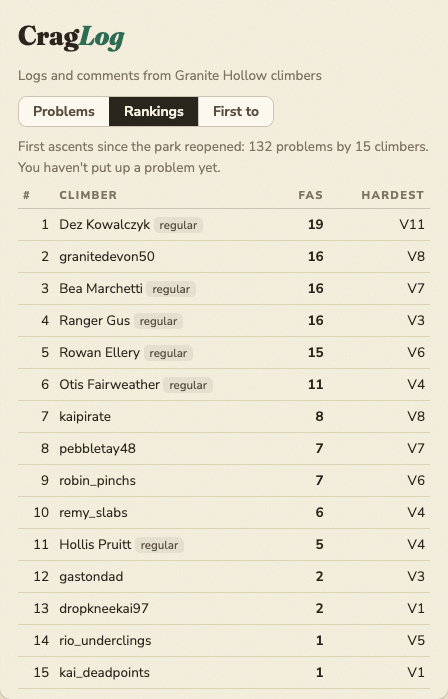 CragLog
Logs and comments from Granite Hollow climbers
Problems Rankings First to
First ascents since the park reopened: 132 problems by 15 climbers.
You haven't put up a problem yet.
# CLIMBER FAS HARDEST
1 Dez Kowalczyk regular 19 V11
2 granitedevon50 16 V8
3 Bea Marchetti regular 16 V7
4 Ranger Gus regular 16 V3
5 Rowan Ellery regular 15 V6
6 Otis Fairweather regular 11 V4
7 kaipirate 8 V8
8 pebbletay48 7 V7
9 robin_pinchs 7 V6
10 remy_slabs 6 V4
11 Hollis Pruitt regular 5 V4
12 gastondad 2 V3
13 dropkneekai97 2 V1
14 rio_underclings 1 V5
15 kai_deadpoints 1 V1